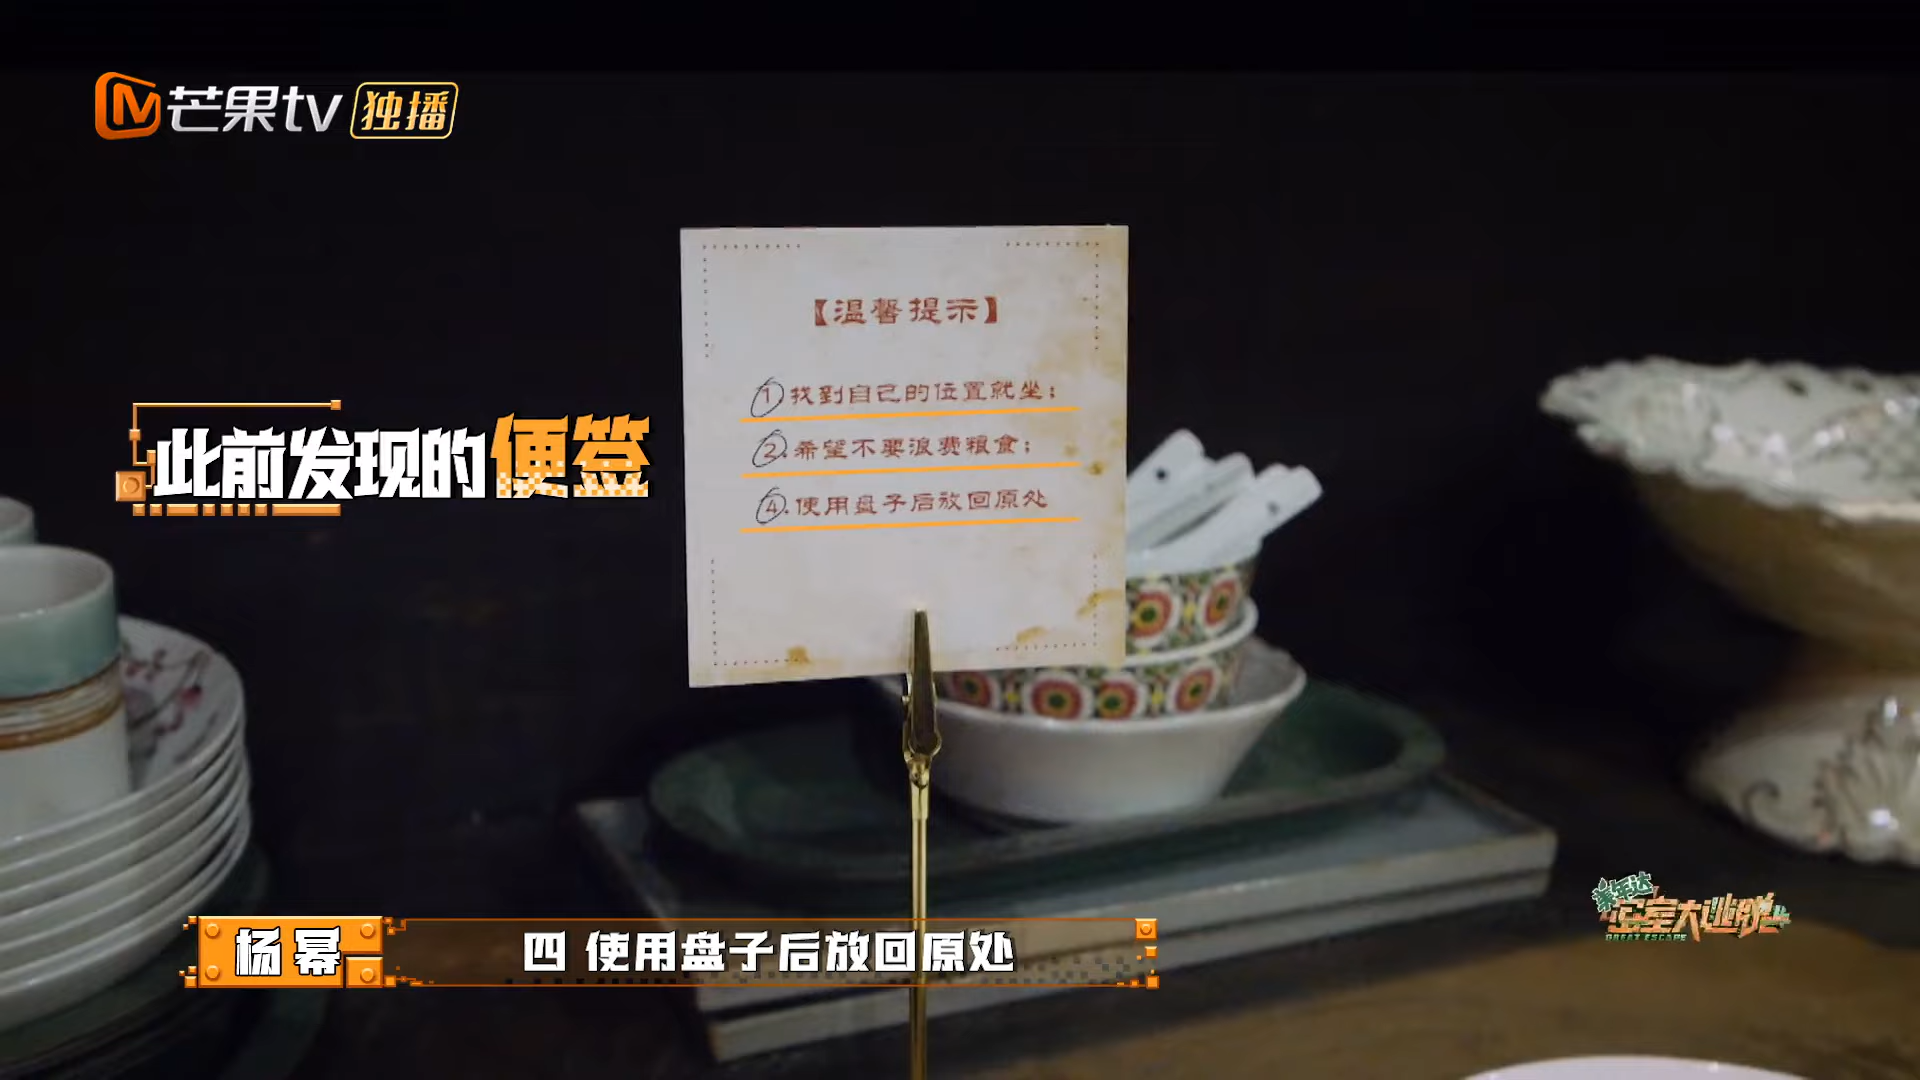 芒果tv 独播
【温馨提示】
①.找到自己的位置就坐;
②.希望不要浪费粮食;
④.使用盘子后放回原处
此前发现的便签
杨幂 四 使用盘子后放回原处
密室大逃脱
GREAT ESCAPE